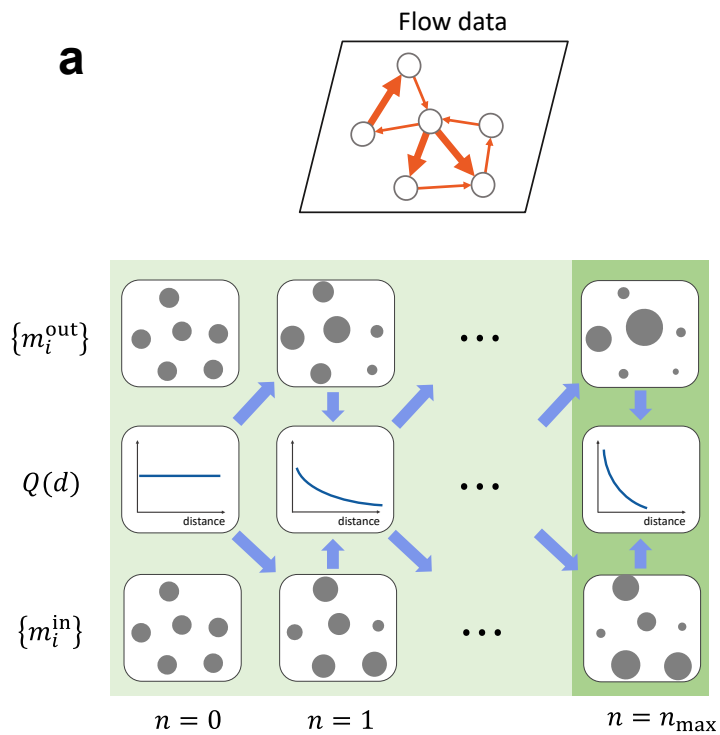 Flow data
a
{m_i^out}
Q(d)
{m_i^in}
...
...
...
distance
distance
distance
n = 0
n = 1
n = n_max